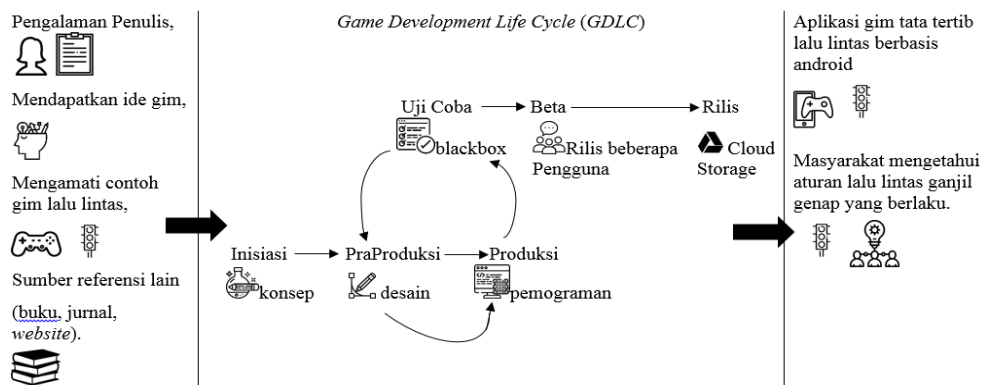 Pengalaman Penulis,
Mendapatkan ide gim,
Mengamati contoh
gim lalu lintas,
Sumber referensi lain
(buku, jurnal,
website).
Game Development Life Cycle (GDLC)
Uji Coba
blackbox
Beta
Rilis beberapa
Pengguna
Rilis
Cloud
Storage
Inisiasi
konsep
PraProduksi
desain
Produksi
pemograman
Aplikasi gim tata tertib
lalu lintas berbasis
android
Masyarakat mengetahui
aturan lalu lintas ganjil
genap yang berlaku.